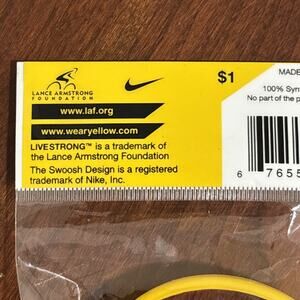 LANCE ARMSTRONG
FOUNDATION
$1
MADE
www.laf.org
100% Syn
No part of the p
www.wearyellow.com
LIVESTRONG™ is a trademark of
the Lance Armstrong Foundation
The Swoosh Design is a registered
trademark of Nike, Inc.
6 7655